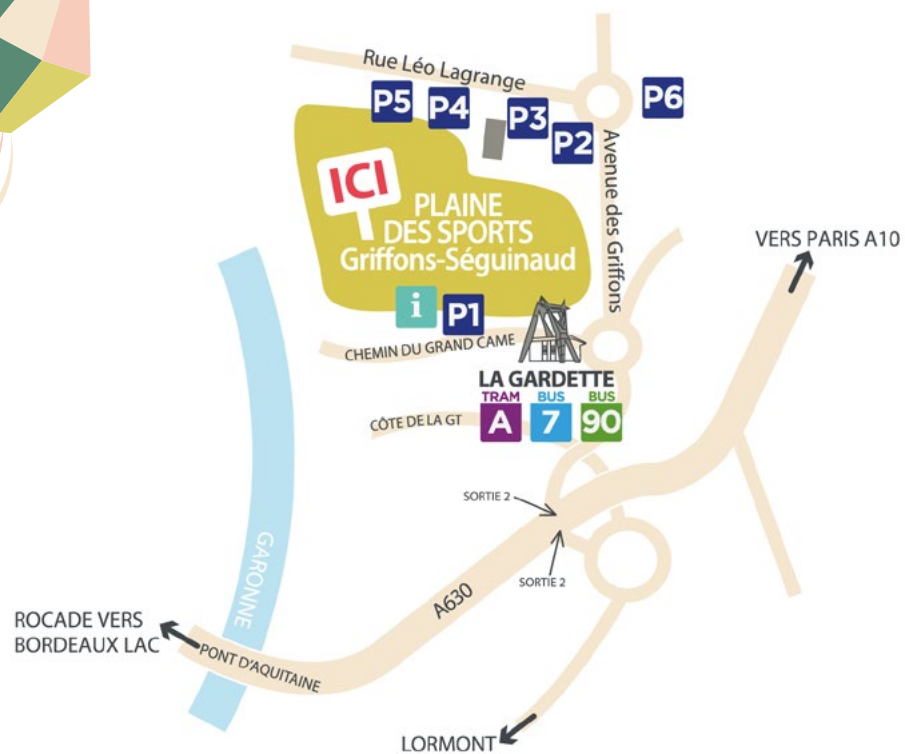 Rue Léo Lagrange
P5
P4
P3
P2
P6
ICI
PLAINE
DES SPORTS
Griffons-Séguinaud
Avenue des Griffons
VERS PARIS A10
i
P1
CHEMIN DU GRAND CAME
LA GARDETTE
TRAM BUS BUS
A 7 90
CÔTE DE LA GT
SORTIE 2
SORTIE 2
GARONNE
A630
ROCADE VERS
BORDEAUX LAC
PONT D'AQUITAINE
LORMONT